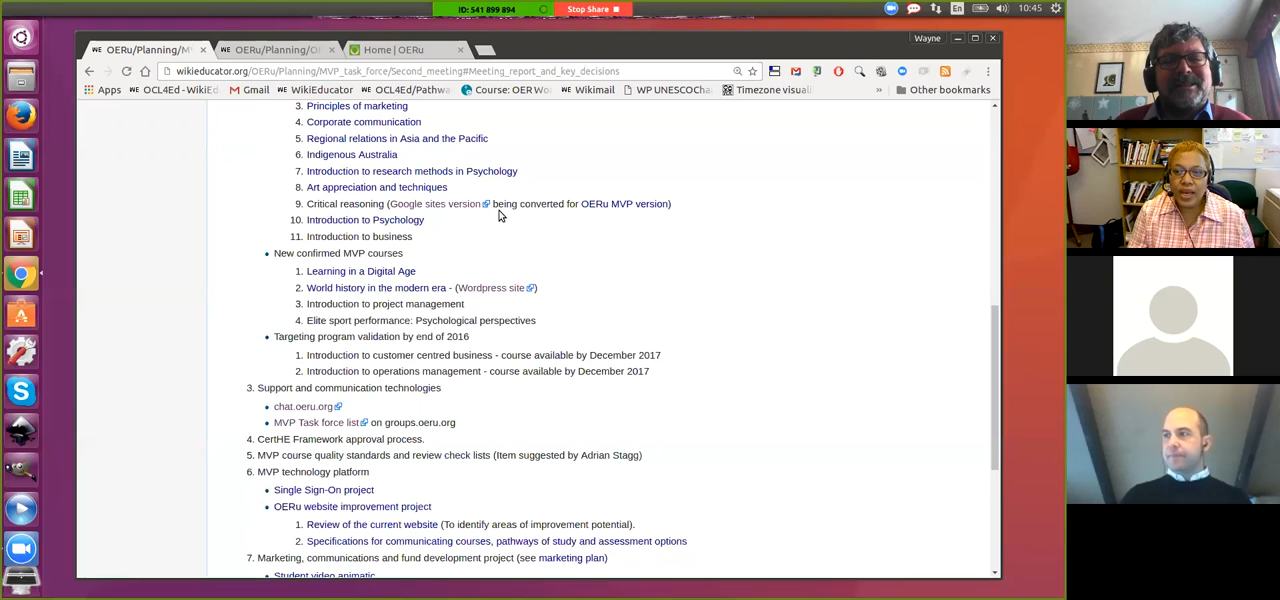 ID: 541 899 894 Stop Share
En 10:45
OERu/Planning/M OERu/Planning/O Home | OERu Wayne
wikieducator.org/OERu/Planning/MVP_task_force/Second_meeting#Meeting_report_and_key_decisions
Apps OCL4Ed - WikiEd Gmail WikiEducator OCL4Ed/Pathwa Course: OER Wo Wikimail WP UNESCOCha Timezone visuali » Other bookmarks
3. Principles of marketing
4. Corporate communication
5. Regional relations in Asia and the Pacific
6. Indigenous Australia
7. Introduction to research methods in Psychology
8. Art appreciation and techniques
9. Critical reasoning (Google sites version being converted for OERu MVP version)
10. Introduction to Psychology
11. Introduction to business
• New confirmed MVP courses
1. Learning in a Digital Age
2. World history in the modern era - (Wordpress site)
3. Introduction to project management
4. Elite sport performance: Psychological perspectives
• Targeting program validation by end of 2016
1. Introduction to customer centred business - course available by December 2017
2. Introduction to operations management - course available by December 2017
3. Support and communication technologies
• chat.oeru.org
• MVP Task force list on groups.oeru.org
4. CertHE Framework approval process.
5. MVP course quality standards and review check lists (Item suggested by Adrian Stagg)
6. MVP technology platform
• Single Sign-On project
• OERu website improvement project
1. Review of the current website (To identify areas of improvement potential).
2. Specifications for communicating courses, pathways of study and assessment options
7. Marketing, communications and fund development project (see marketing plan)
• Student video animatic